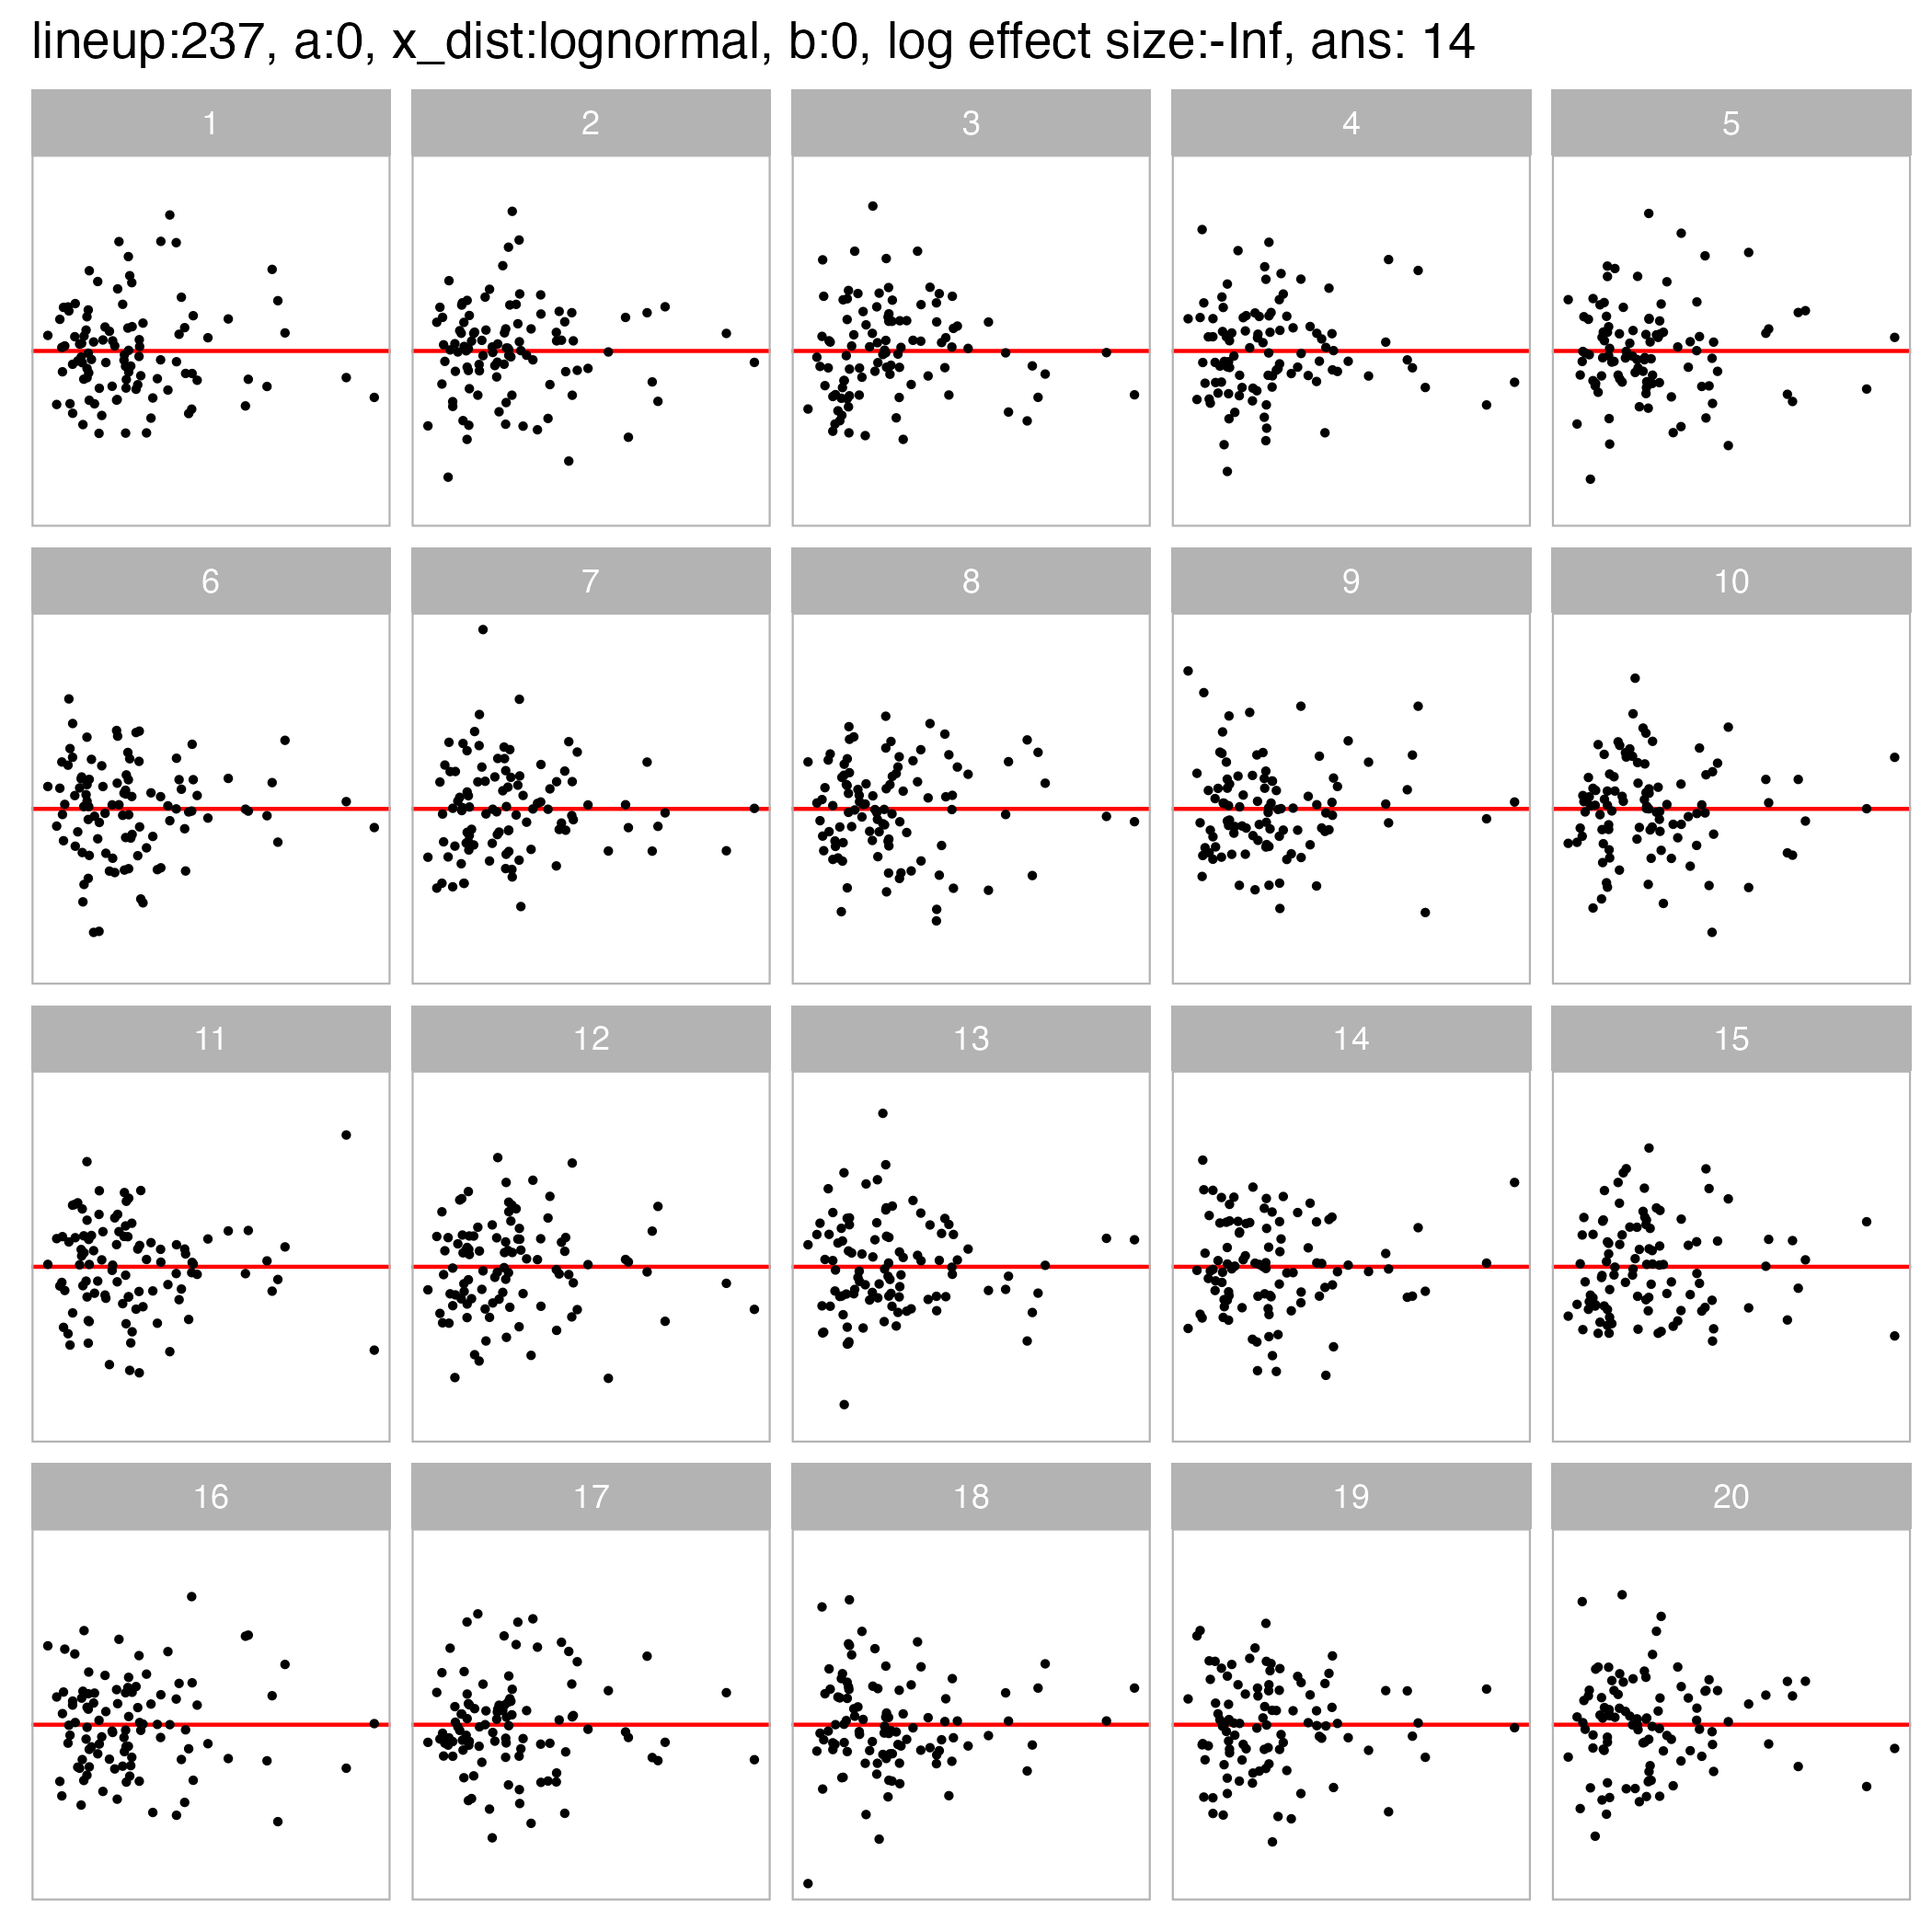 lineup:237, a:0, x_dist:lognormal, b:0, log effect size:-Inf, ans: 14
1 2 3 4 5
6 7 8 9 10
11 12 13 14 15
16 17 18 19 20